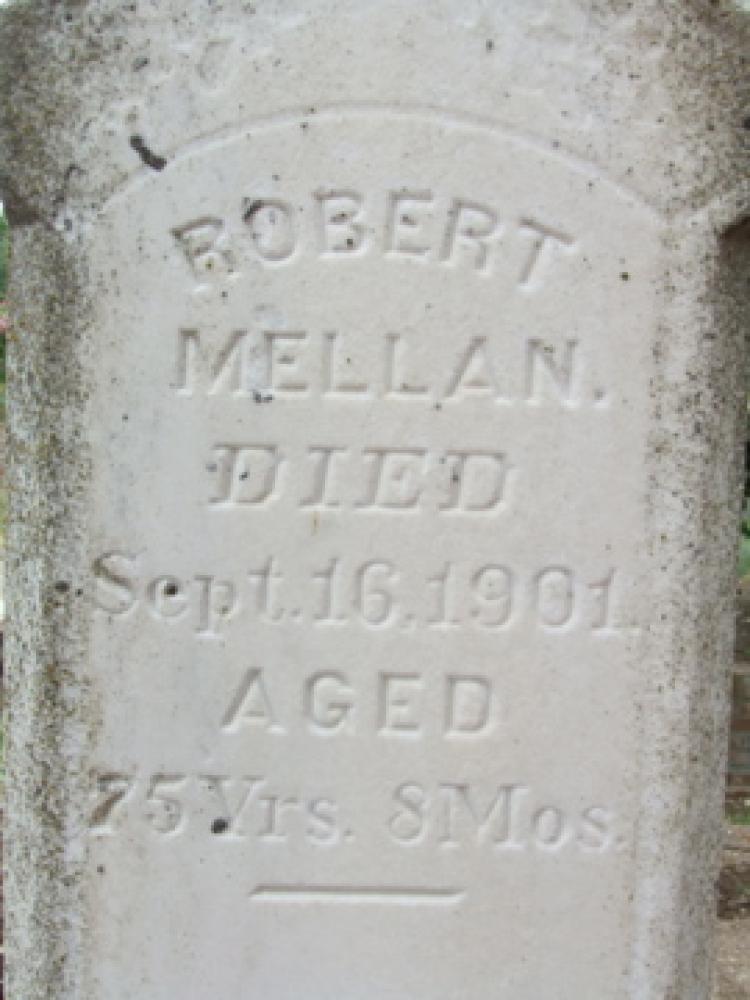 ROBERT
MELLAN.
DIED
Sept. 16, 1901.
AGED
75 Yrs. 8 Mos.